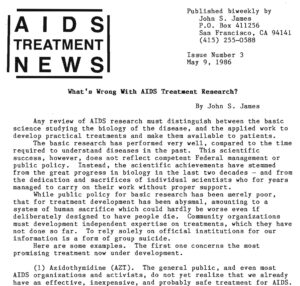 AIDS
TREATMENT
NEWS
Published biweekly by
John S. James
P.O. Box 411256
San Francisco, CA 94141
(415) 255-0588
Issue Number 3
May 9, 1986
What's Wrong With AIDS Treatment Research?
By John S. James
Any review of AIDS research must distinguish between the basic
science studying the biology of the disease, and the applied work to
develop practical treatments and make them available to patients.
The basic research has performed very well, compared to the time
required to understand diseases in the past. This scientific
success, however, does not reflect competent Federal management or
public policy. Instead, the scientific achievements have stemmed
from the great progress in biology in the last two decades - and from
the dedication and sacrifices of individual scientists who for years
managed to carry on their work without proper support.
While public policy for basic research has been merely poor,
that for treatment development has been abysmal, amounting to a
system of human sacrifice which could hardly be worse even if
deliberately designed to have people die. Community organizations
must develop independent expertise on treatments, which they have
not done so far. To rely solely on official institutions for our
information is a form of group suicide.
Here are some examples. The first one concerns the most
promising treatment now under development.
(1) Azidothymidine (AZT). The general public, and even most
AIDS organizations and activists, do not yet realize that we already
have an effective, inexpensive, and probably safe treatment for AIDS.